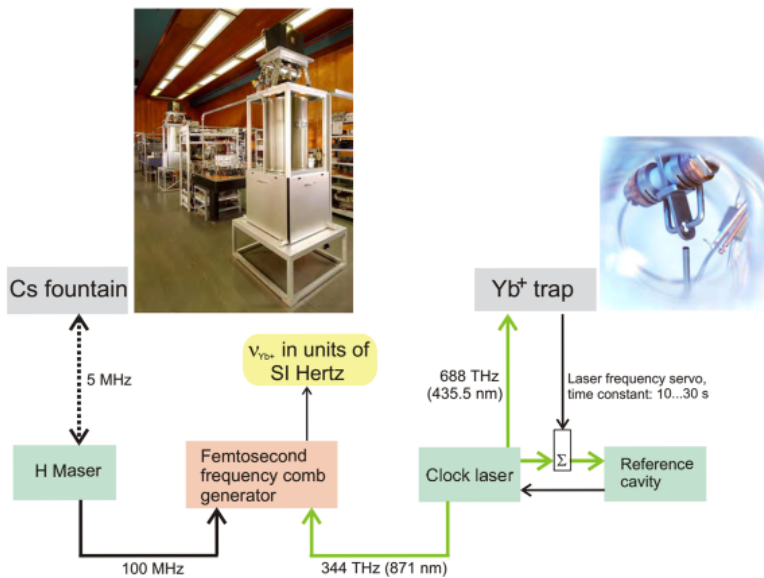 Cs fountain
Yb+ trap
5 MHz
νYb+ in units of
SI Hertz
688 THz
(435.5 nm)
Laser frequency servo,
time constant: 10...30 s
H Maser
Femtosecond
frequency comb
generator
Clock laser
Σ
Reference
cavity
100 MHz
344 THz (871 nm)